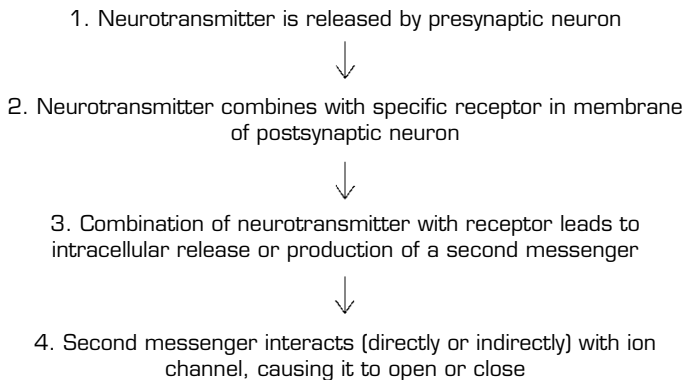 1. Neurotransmitter is released by presynaptic neuron
2. Neurotransmitter combines with specific receptor in membrane
of postsynaptic neuron
3. Combination of neurotransmitter with receptor leads to
intracellular release or production of a second messenger
4. Second messenger interacts (directly or indirectly) with ion
channel, causing it to open or close